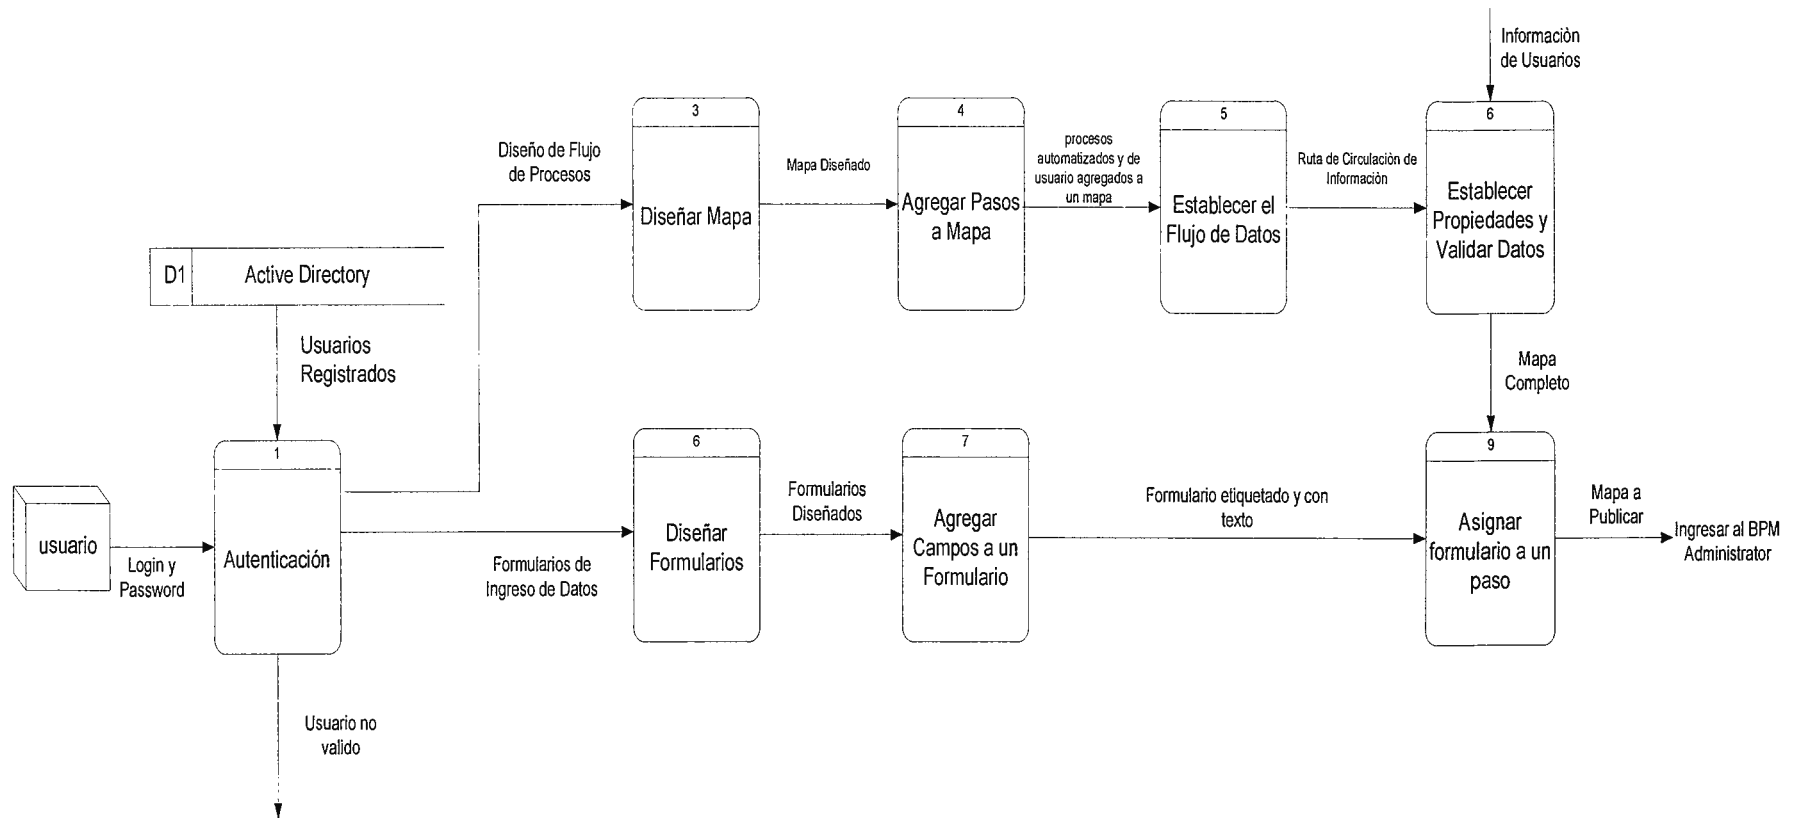 Informaciòn
de Usuarios
3
Diseñar Mapa
4
Agregar Pasos
a Mapa
5
Establecer el
Flujo de Datos
6
Establecer
Propiedades y
Validar Datos
Diseño de Flujo
de Procesos
Mapa Diseñado
procesos
automatizados y de
usuario agregados a
un mapa
Ruta de Circulaciòn de
Informaciòn
D1
Active Directory
Usuarios
Registrados
Mapa
Completo
usuario
Login y
Password
1
Autenticación
Formularios de
Ingreso de Datos
6
Diseñar
Formularios
Formularios
Diseñados
7
Agregar
Campos a un
Formulario
Formulario etiquetado y con
texto
9
Asignar
formulario a un
paso
Mapa a
Publicar
Ingresar al BPM
Administrator
Usuario no
valido